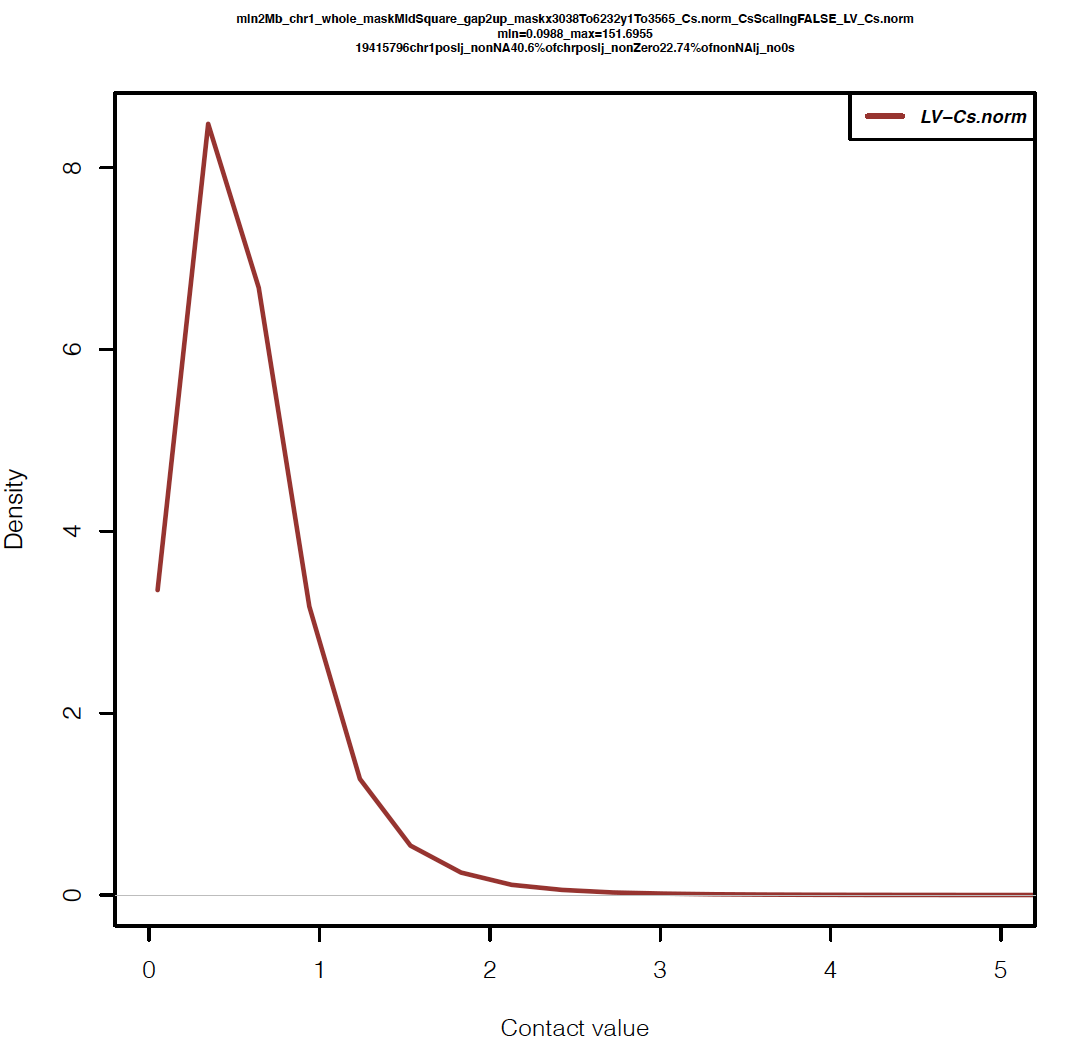 min2Mb_chr1_whole_maskMidSquare_gap2up_maskx3038To6232y1To3565_Cs.norm_CsScalingFALSE_LV_Cs.norm
min=0.0988_max=151.6955
19415796chr1posIj_nonNA40.6%ofchrposIj_nonZero22.74%ofnonNAIj_no0s
LV−Cs.norm
8
6
4
2
0
Density
0 1 2 3 4 5
Contact value